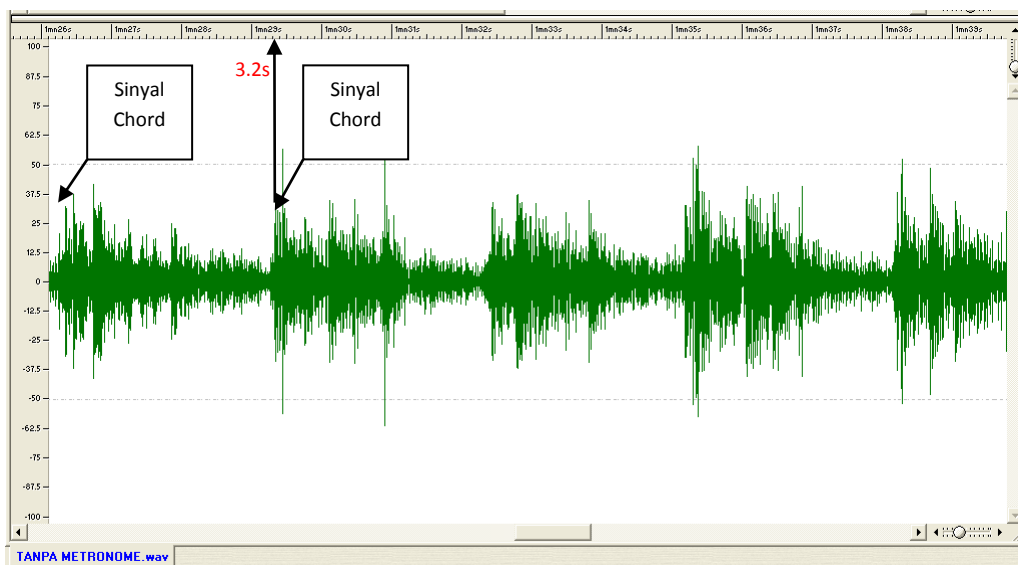 1mn26s 1mn27s 1mn28s 1mn29s 1mn30s 1mn31s 1mn32s 1mn33s 1mn34s 1mn35s 1mn36s 1mn37s 1mn38s 1mn39s
100
87.5
75
62.5
50
37.5
25
12.5
0
-12.5
-25
-37.5
-50
-62.5
-75
-87.5
-100
Sinyal
Chord
3.2s
Sinyal
Chord
TANPA METRONOME.wav